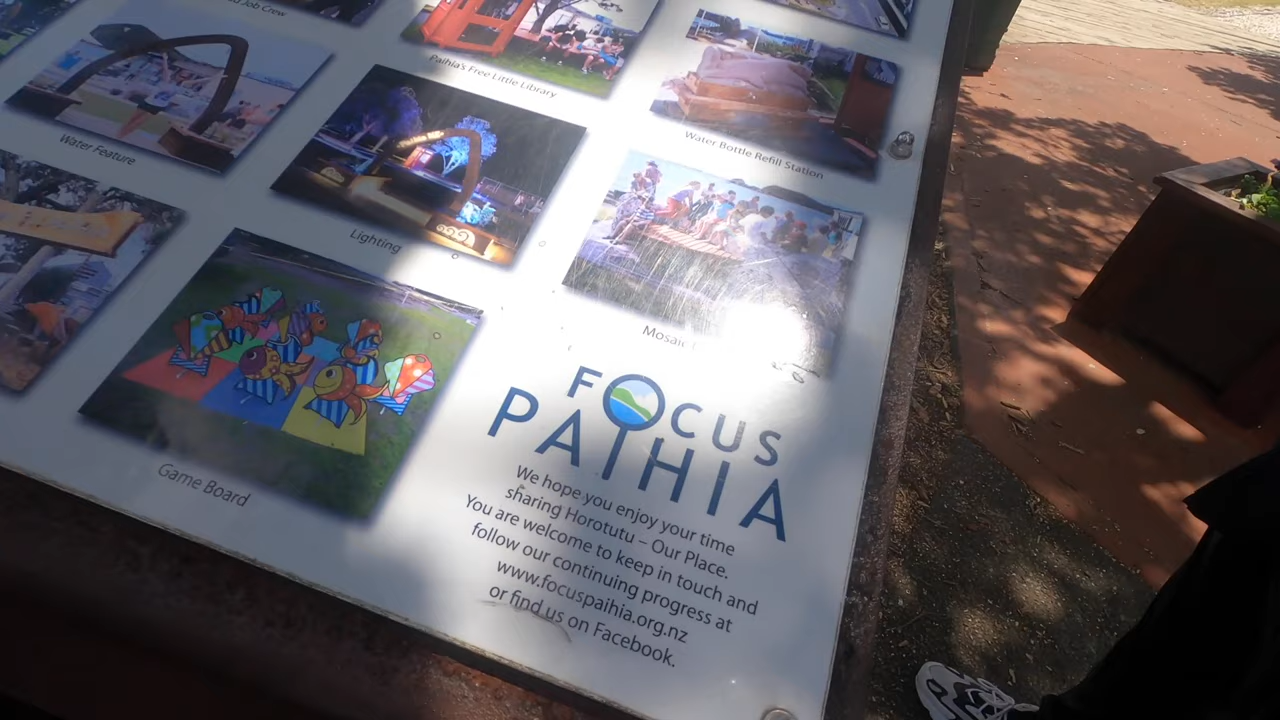 Job Crew
Paihia's Free Little Library
Water Feature
Water Bottle Refill Station
Lighting
Mosaic
Game Board
FOCUS
PAIHIA
We hope you enjoy your time
sharing Horotutu – Our Place.
You are welcome to keep in touch and
follow our continuing progress at
www.focuspaihia.org.nz
or find us on Facebook.